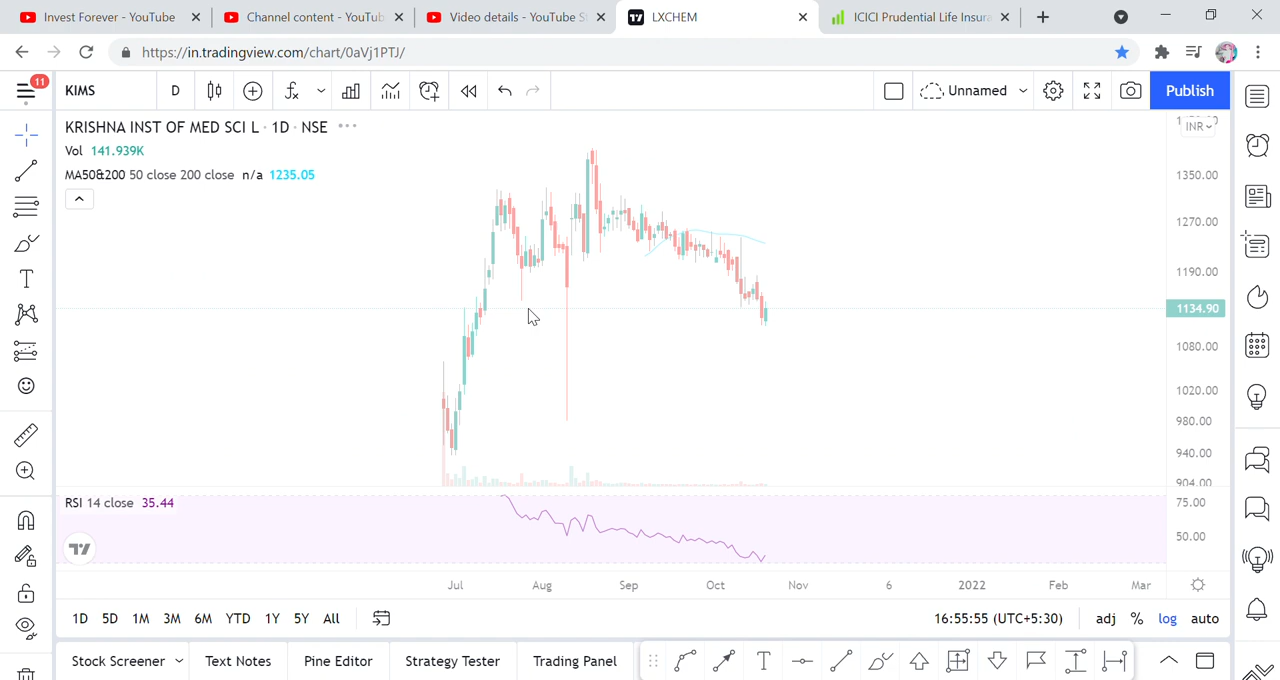 Invest Forever - YouTube
Channel content - YouTub
Video details - YouTube S
LXCHEM
ICICI Prudential Life Insura
https://in.tradingview.com/chart/0aVj1PTJ/
11
KIMS
D
Unnamed
Publish
KRISHNA INST OF MED SCI L · 1D · NSE
Vol 141.939K
MA50&200 50 close 200 close n/a 1235.05
INR
1350.00
1270.00
1190.00
1134.90
1080.00
1020.00
980.00
940.00
904.00
RSI 14 close 35.44
75.00
50.00
Jul Aug Sep Oct Nov 6 2022 Feb Mar
1D 5D 1M 3M 6M YTD 1Y 5Y All
16:55:55 (UTC+5:30)
adj % log auto
Stock Screener
Text Notes
Pine Editor
Strategy Tester
Trading Panel